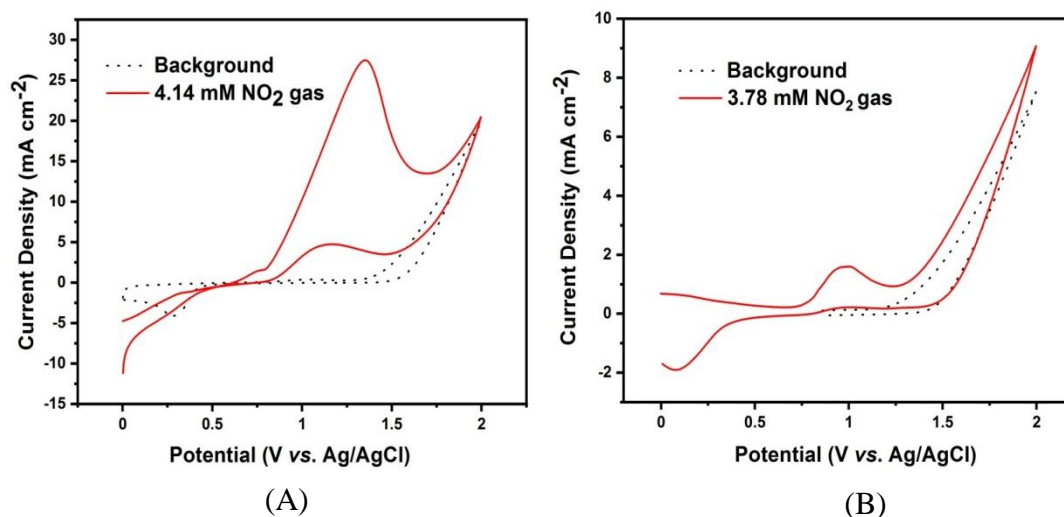 Background
4.14 mM NO2 gas
30
25
20
15
10
5
0
-5
-10
-15
0
0.5
1
1.5
2
Current Density (mA cm-2)
Potential (V vs. Ag/AgCl)
(A)
Background
3.78 mM NO2 gas
10
8
6
4
2
0
-2
0
0.5
1
1.5
2
Current Density (mA cm-2)
Potential (V vs. Ag/AgCl)
(B)